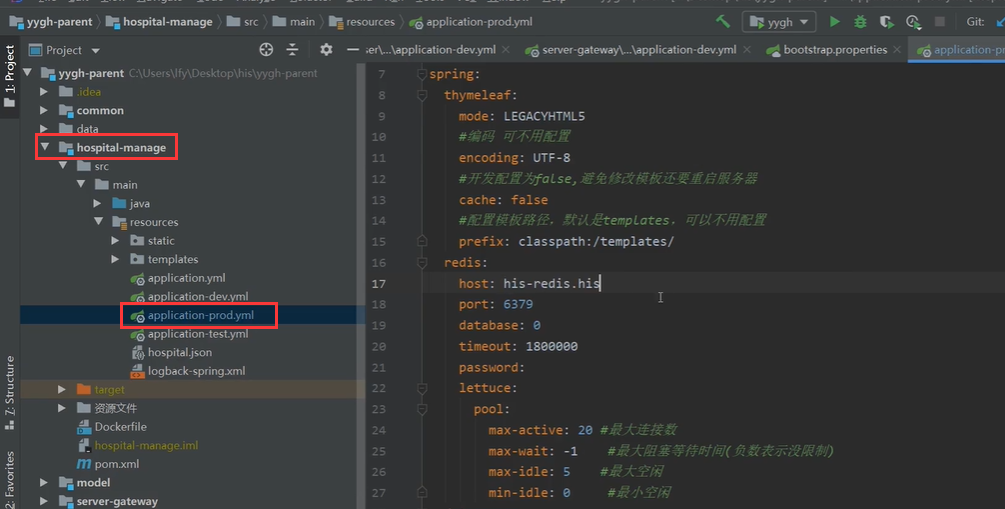 yygh-parent hospital-manage src main resources application-prod.yml yygh Git:
Project ser\...\application-dev.yml server-gateway\...\application-dev.yml bootstrap.properties application-pro
1: Project
Z: Structure
2: Favorites
yygh-parent C:\Users\lfy\Desktop\his\yygh-parent
.idea
common
data
hospital-manage
src
main
java
resources
static
templates
application.yml
application-dev.yml
application-prod.yml
application-test.yml
hospital.json
logback-spring.xml
target
资源文件
Dockerfile
hospital-manage.iml
pom.xml
model
server-gateway
7 spring:
8 thymeleaf:
9 mode: LEGACYHTML5
10 #编码 可不用配置
11 encoding: UTF-8
12 #开发配置为false,避免修改模板还要重启服务器
13 cache: false
14 #配置模板路径，默认是templates，可以不用配置
15 prefix: classpath:/templates/
16 redis:
17 host: his-redis.his
18 port: 6379
19 database: 0
20 timeout: 1800000
21 password:
22 lettuce:
23 pool:
24 max-active: 20 #最大连接数
25 max-wait: -1 #最大阻塞等待时间(负数表示没限制)
26 max-idle: 5 #最大空闲
27 min-idle: 0 #最小空闲